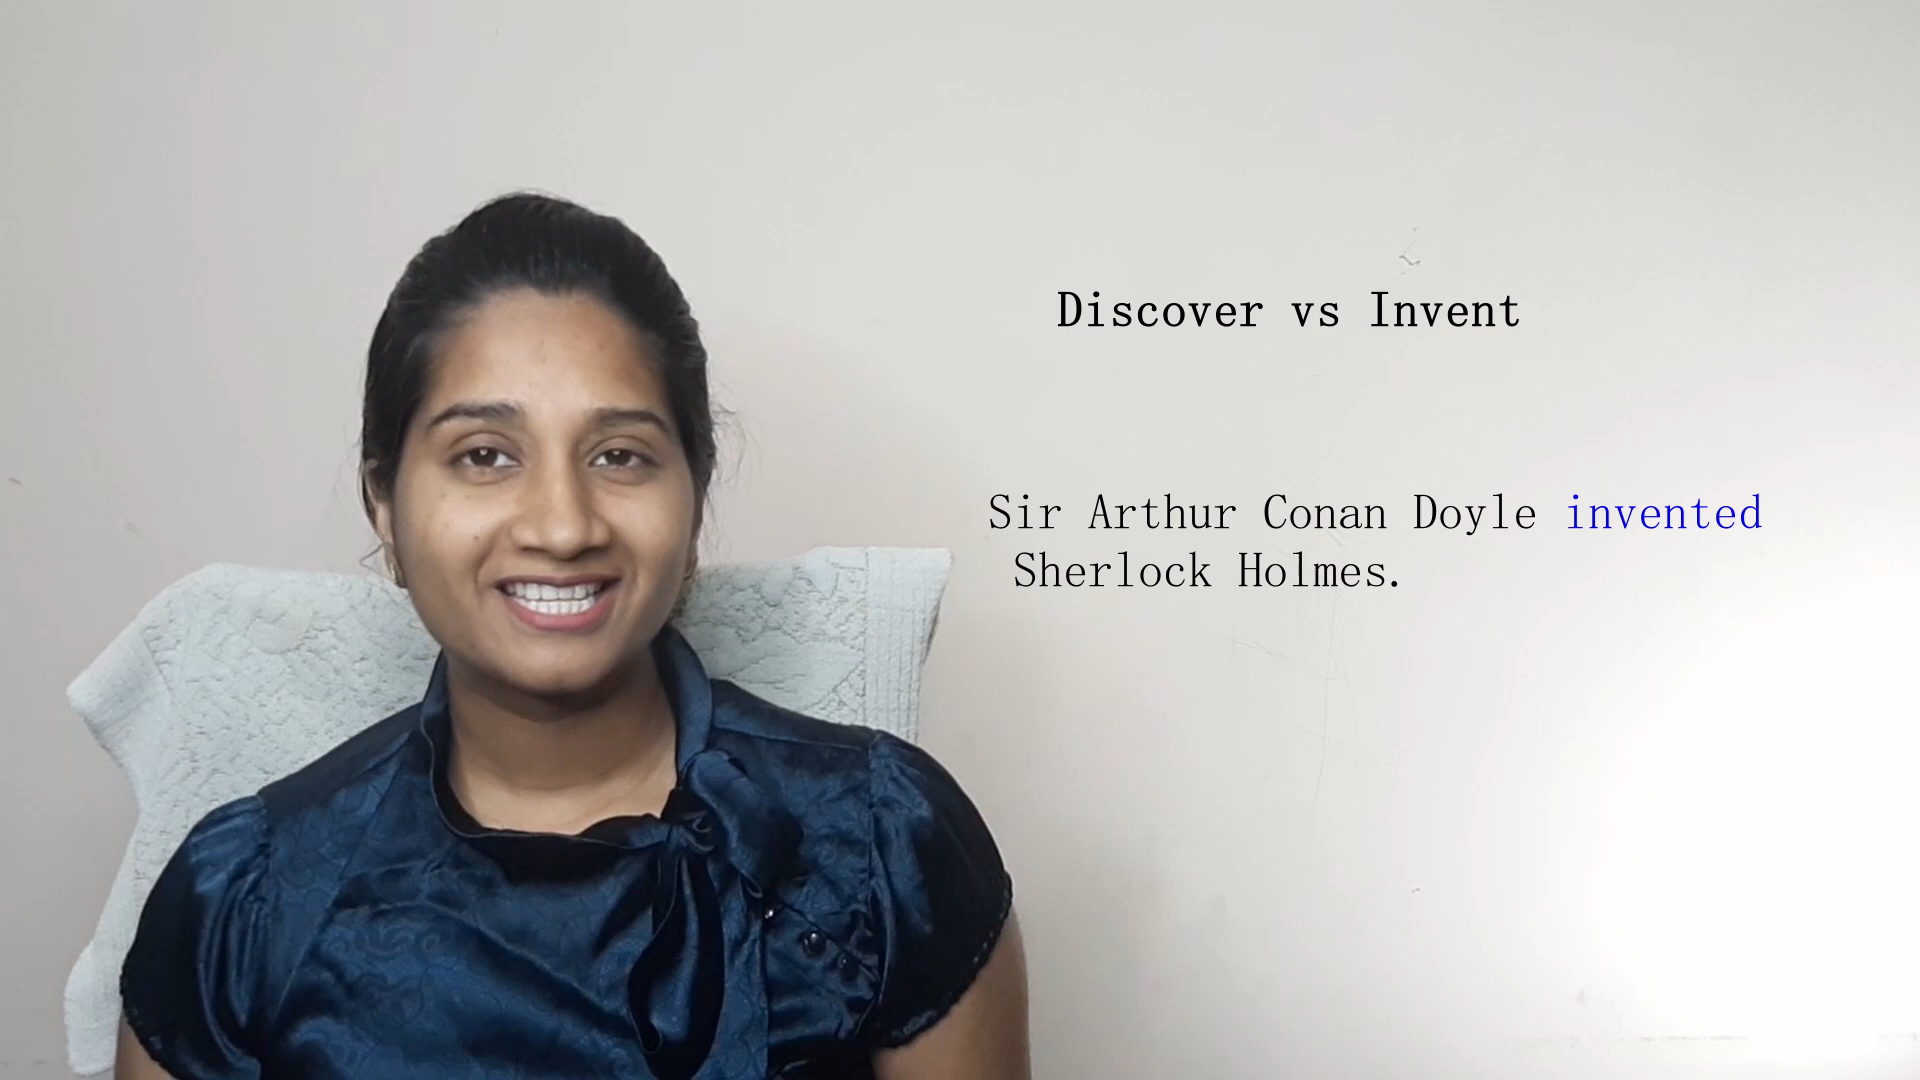 Discover vs Invent
Sir Arthur Conan Doyle invented
Sherlock Holmes.